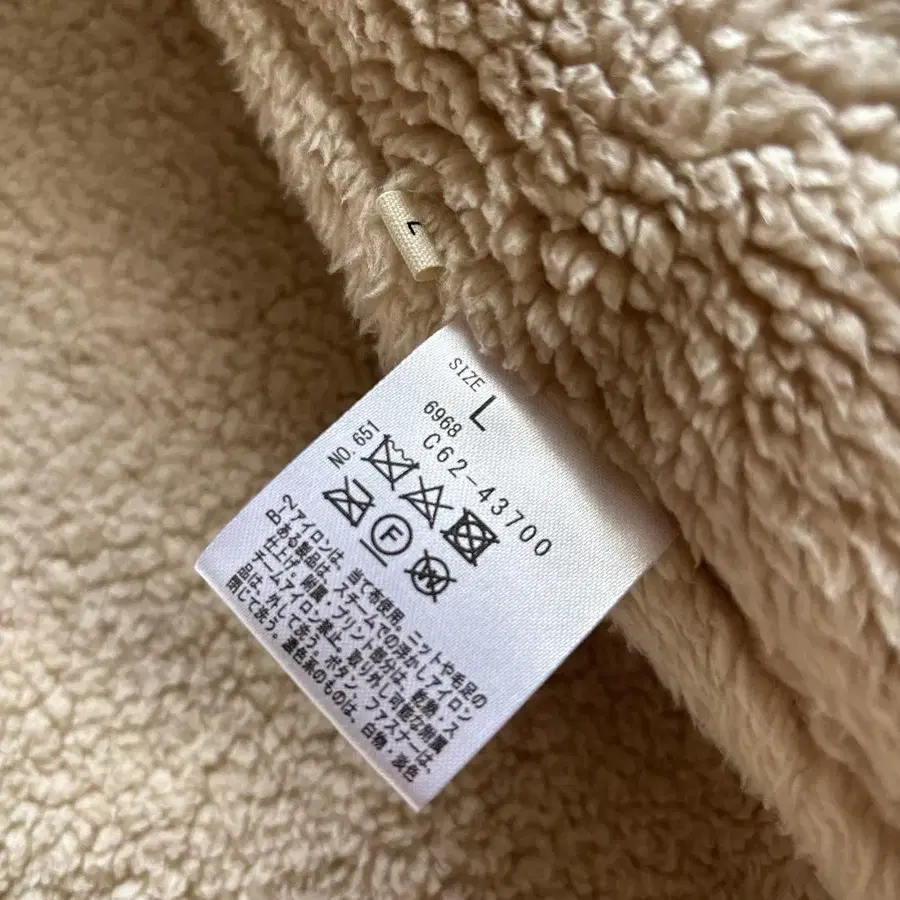 L
SIZE
L
6968
C62-43700
NO.651
F
W
B-2アイロンは、当て布使用。ニットや毛足の
ある製品は、スチームでの浮かしアイロン
仕上げ。附属・プリント部分は、乾熱・ス
チームアイロン禁止。取り外し可能な附属
品は、外して洗う。ボタン、ファスナーは、
閉じて洗う。濃色系のものは、白物・淡色